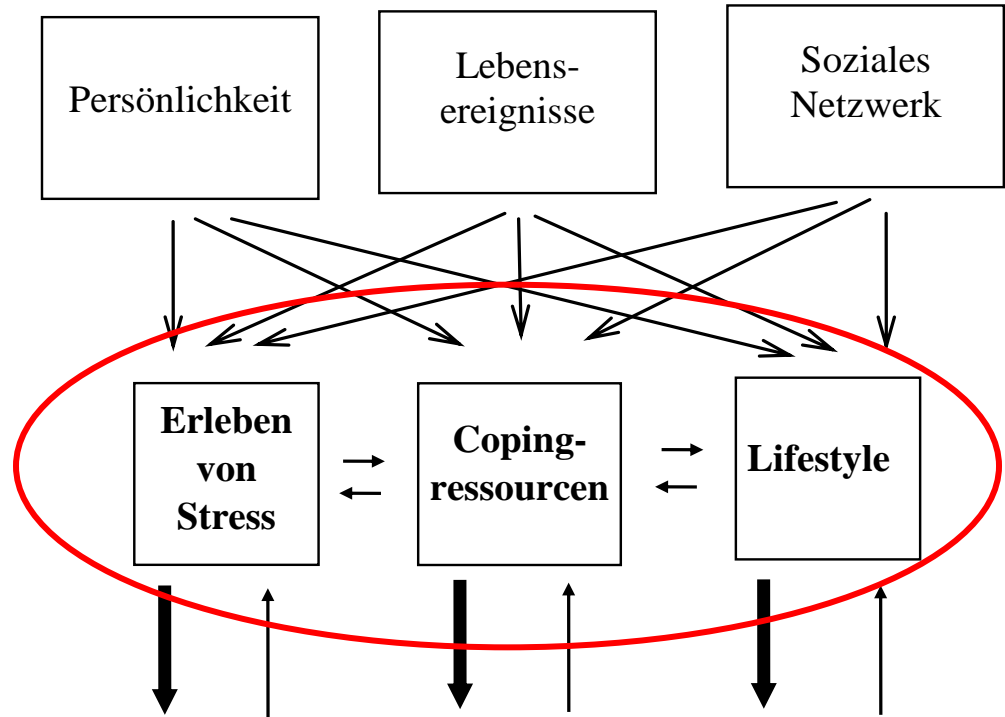 Persönlichkeit
Lebens-
ereignisse
Soziales
Netzwerk
Erleben
von
Stress
Coping-
ressourcen
Lifestyle